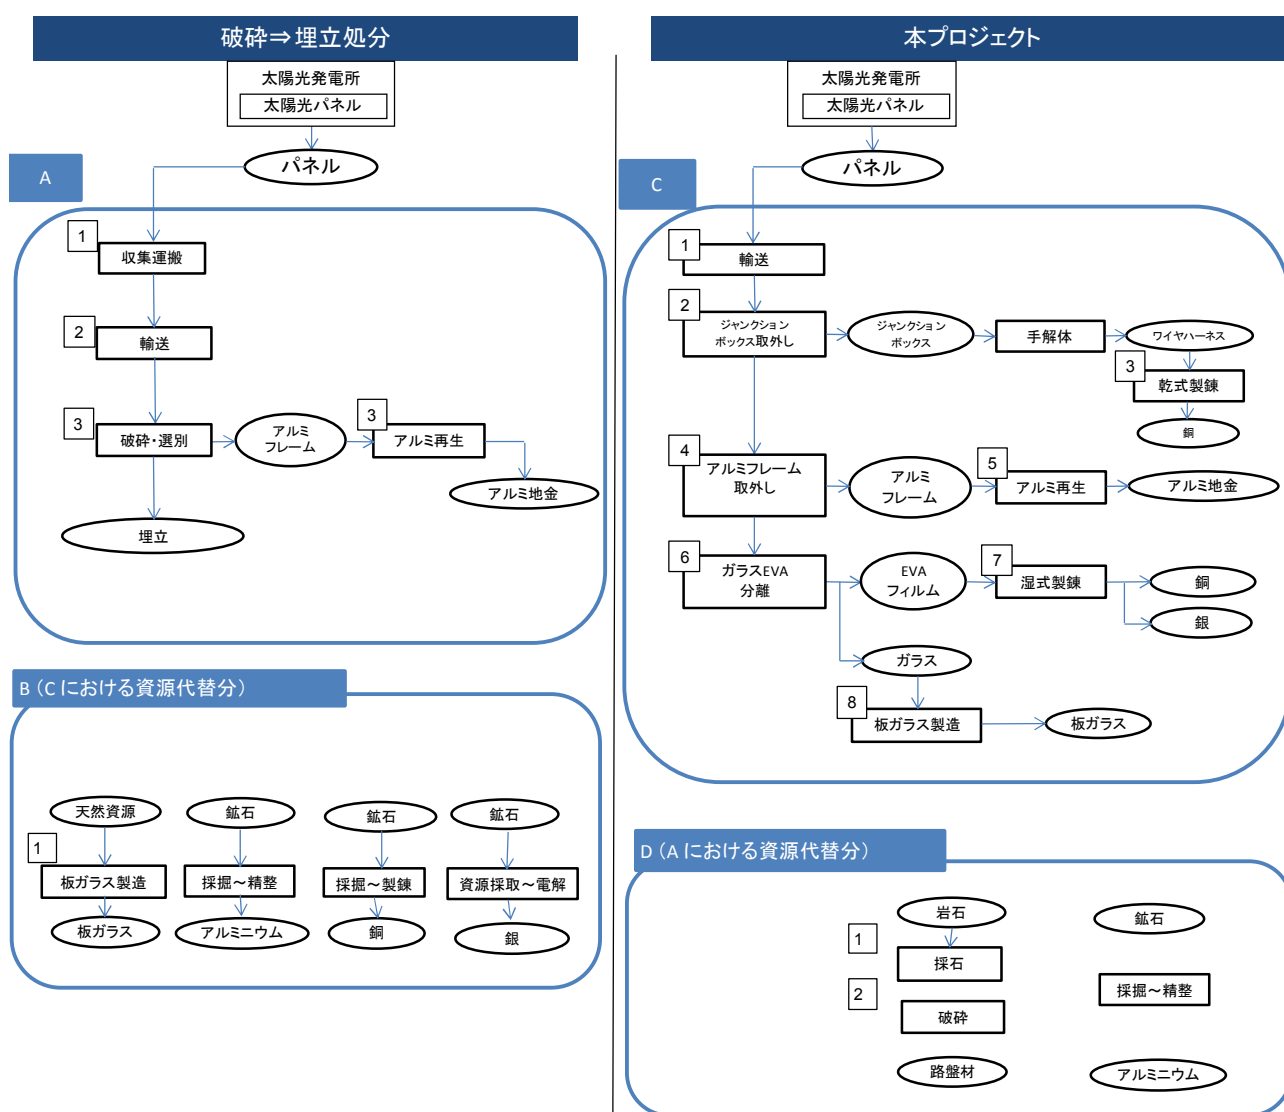 破砕⇒埋立処分
太陽光発電所
太陽光パネル
パネル
A
1
収集運搬
2
輸送
3
破砕・選別
アルミ
フレーム
3
アルミ再生
アルミ地金
埋立
B(Cにおける資源代替分)
天然資源
鉱石
鉱石
鉱石
1
板ガラス製造
採掘～精整
採掘～製錬
資源採取～電解
板ガラス
アルミニウム
銅
銀
本プロジェクト
太陽光発電所
太陽光パネル
パネル
C
1
輸送
2
ジャンクション
ボックス取外し
ジャンクション
ボックス
手解体
ワイヤハーネス
3
乾式製錬
銅
4
アルミフレーム
取外し
アルミ
フレーム
5
アルミ再生
アルミ地金
6
ガラスEVA
分離
EVA
フィルム
7
湿式製錬
銅
銀
ガラス
8
板ガラス製造
板ガラス
D(Aにおける資源代替分)
岩石
鉱石
1
採石
2
破砕
採掘～精整
路盤材
アルミニウム